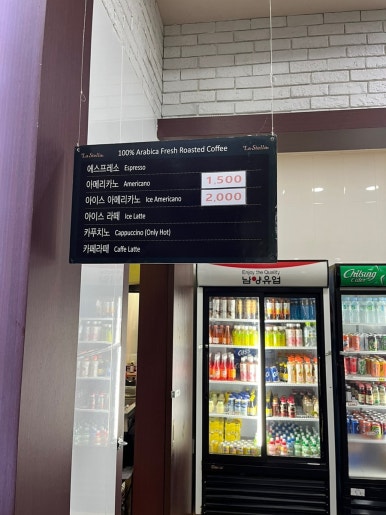 La Stella 100% Arabica Fresh Roasted Coffee La Stella
에스프레소 Espresso
아메리카노 Americano 1,500
아이스 아메리카노 Ice Americano 2,000
아이스 라떼 Ice Latte
카푸치노 Cappuccino (Only Hot)
카페라떼 Caffe Latte
Enjoy the Quality
남양유업
Chilsung